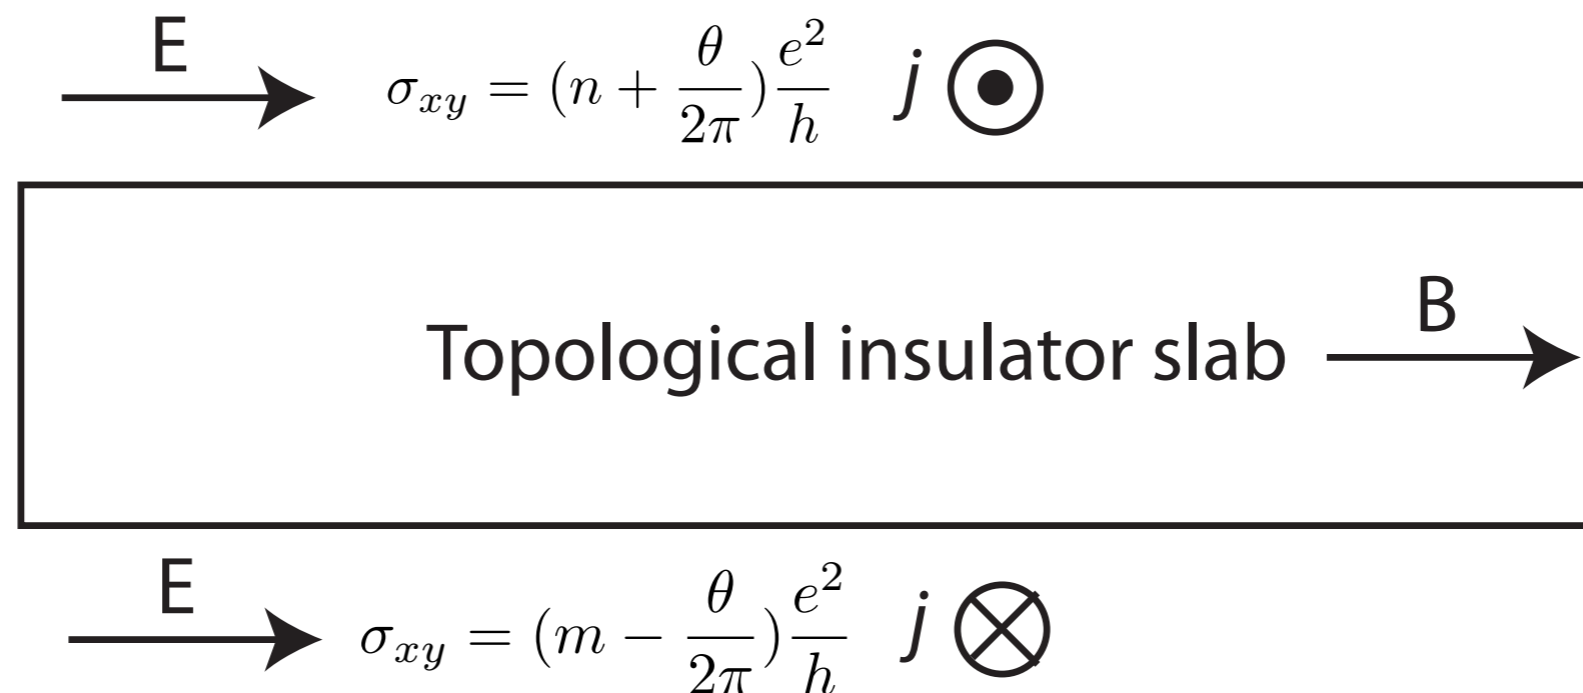 E σ_xy = (n + θ/2π) e²/h j
B
Topological insulator slab
E σ_xy = (m − θ/2π) e²/h j